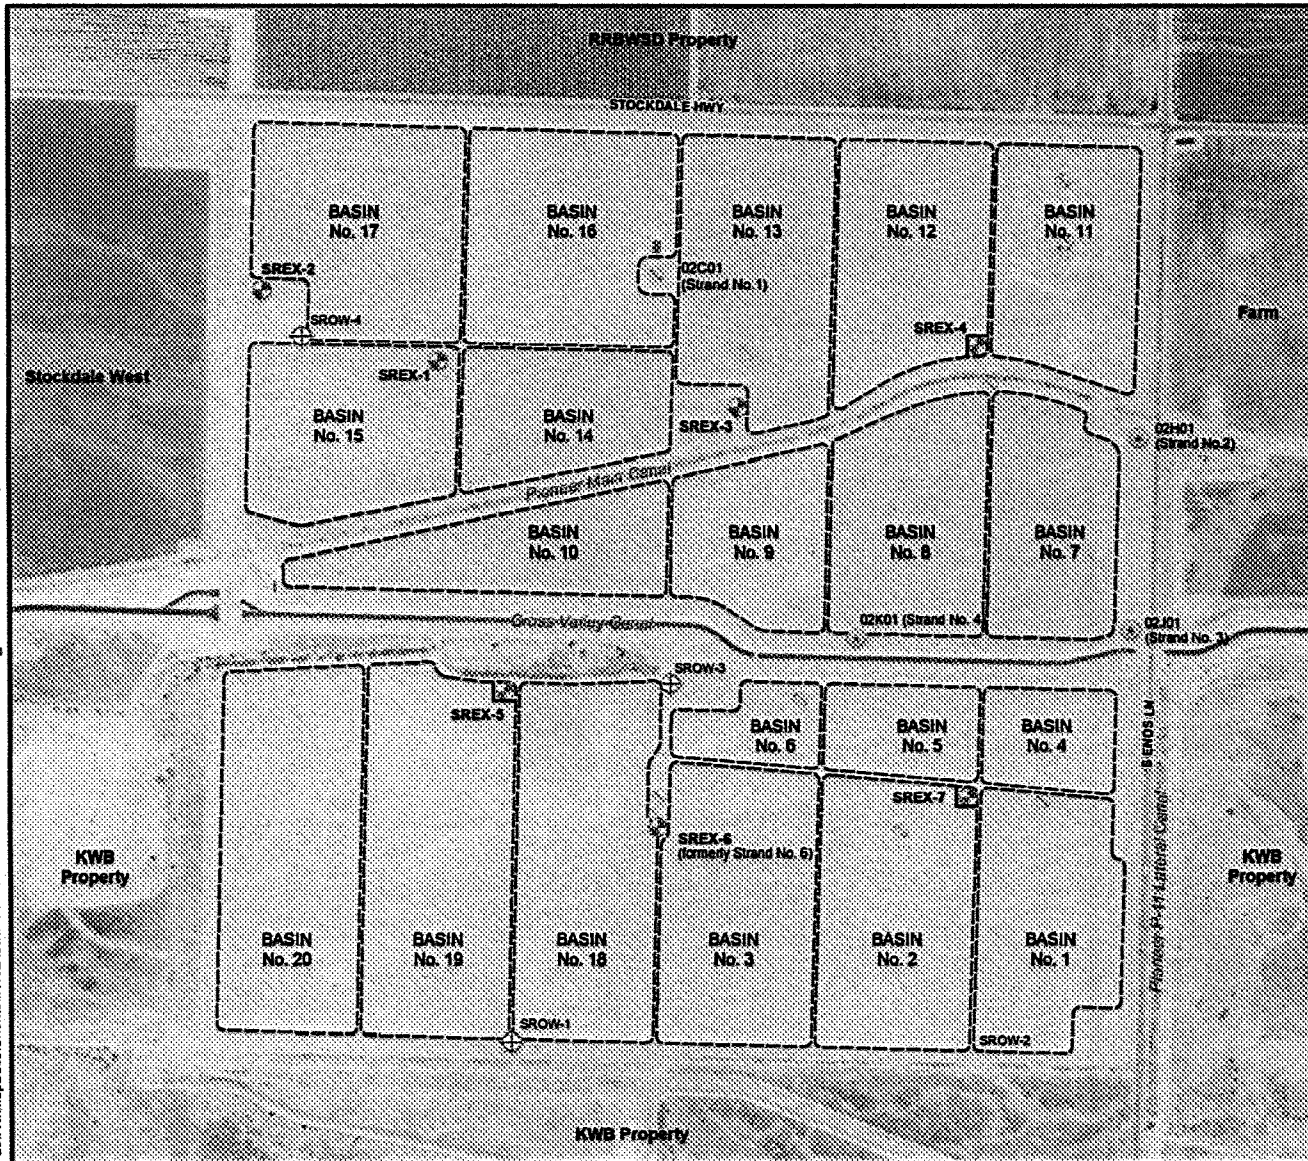 RRBWSD Property
STOCKDALE HWY
BASIN
No. 17
BASIN
No. 16
BASIN
No. 13
BASIN
No. 12
BASIN
No. 11
SREX-2
02C01
(Strand No.1)
SROW-4
SREX-4
Farm
Stockdale West
SREX-1
BASIN
No. 15
BASIN
No. 14
SREX-3
02H01
(Strand No.2)
Pioneer Main Canal
BASIN
No. 10
BASIN
No. 9
BASIN
No. 8
BASIN
No. 7
Cross Valley Canal
02K01 (Strand No. 4
02J01
(Strand No. 3)
SROW-3
SREX-5
BASIN
No. 6
BASIN
No. 5
BASIN
No. 4
S ENOS LN
SREX-7
SREX-6
(formerly Strand No. 6)
KWB
Property
KWB
Property
Lateral Canal
BASIN
No. 20
BASIN
No. 19
BASIN
No. 18
BASIN
No. 3
BASIN
No. 2
BASIN
No. 1
Pioneer
SROW-1
SROW-2
KWB Property